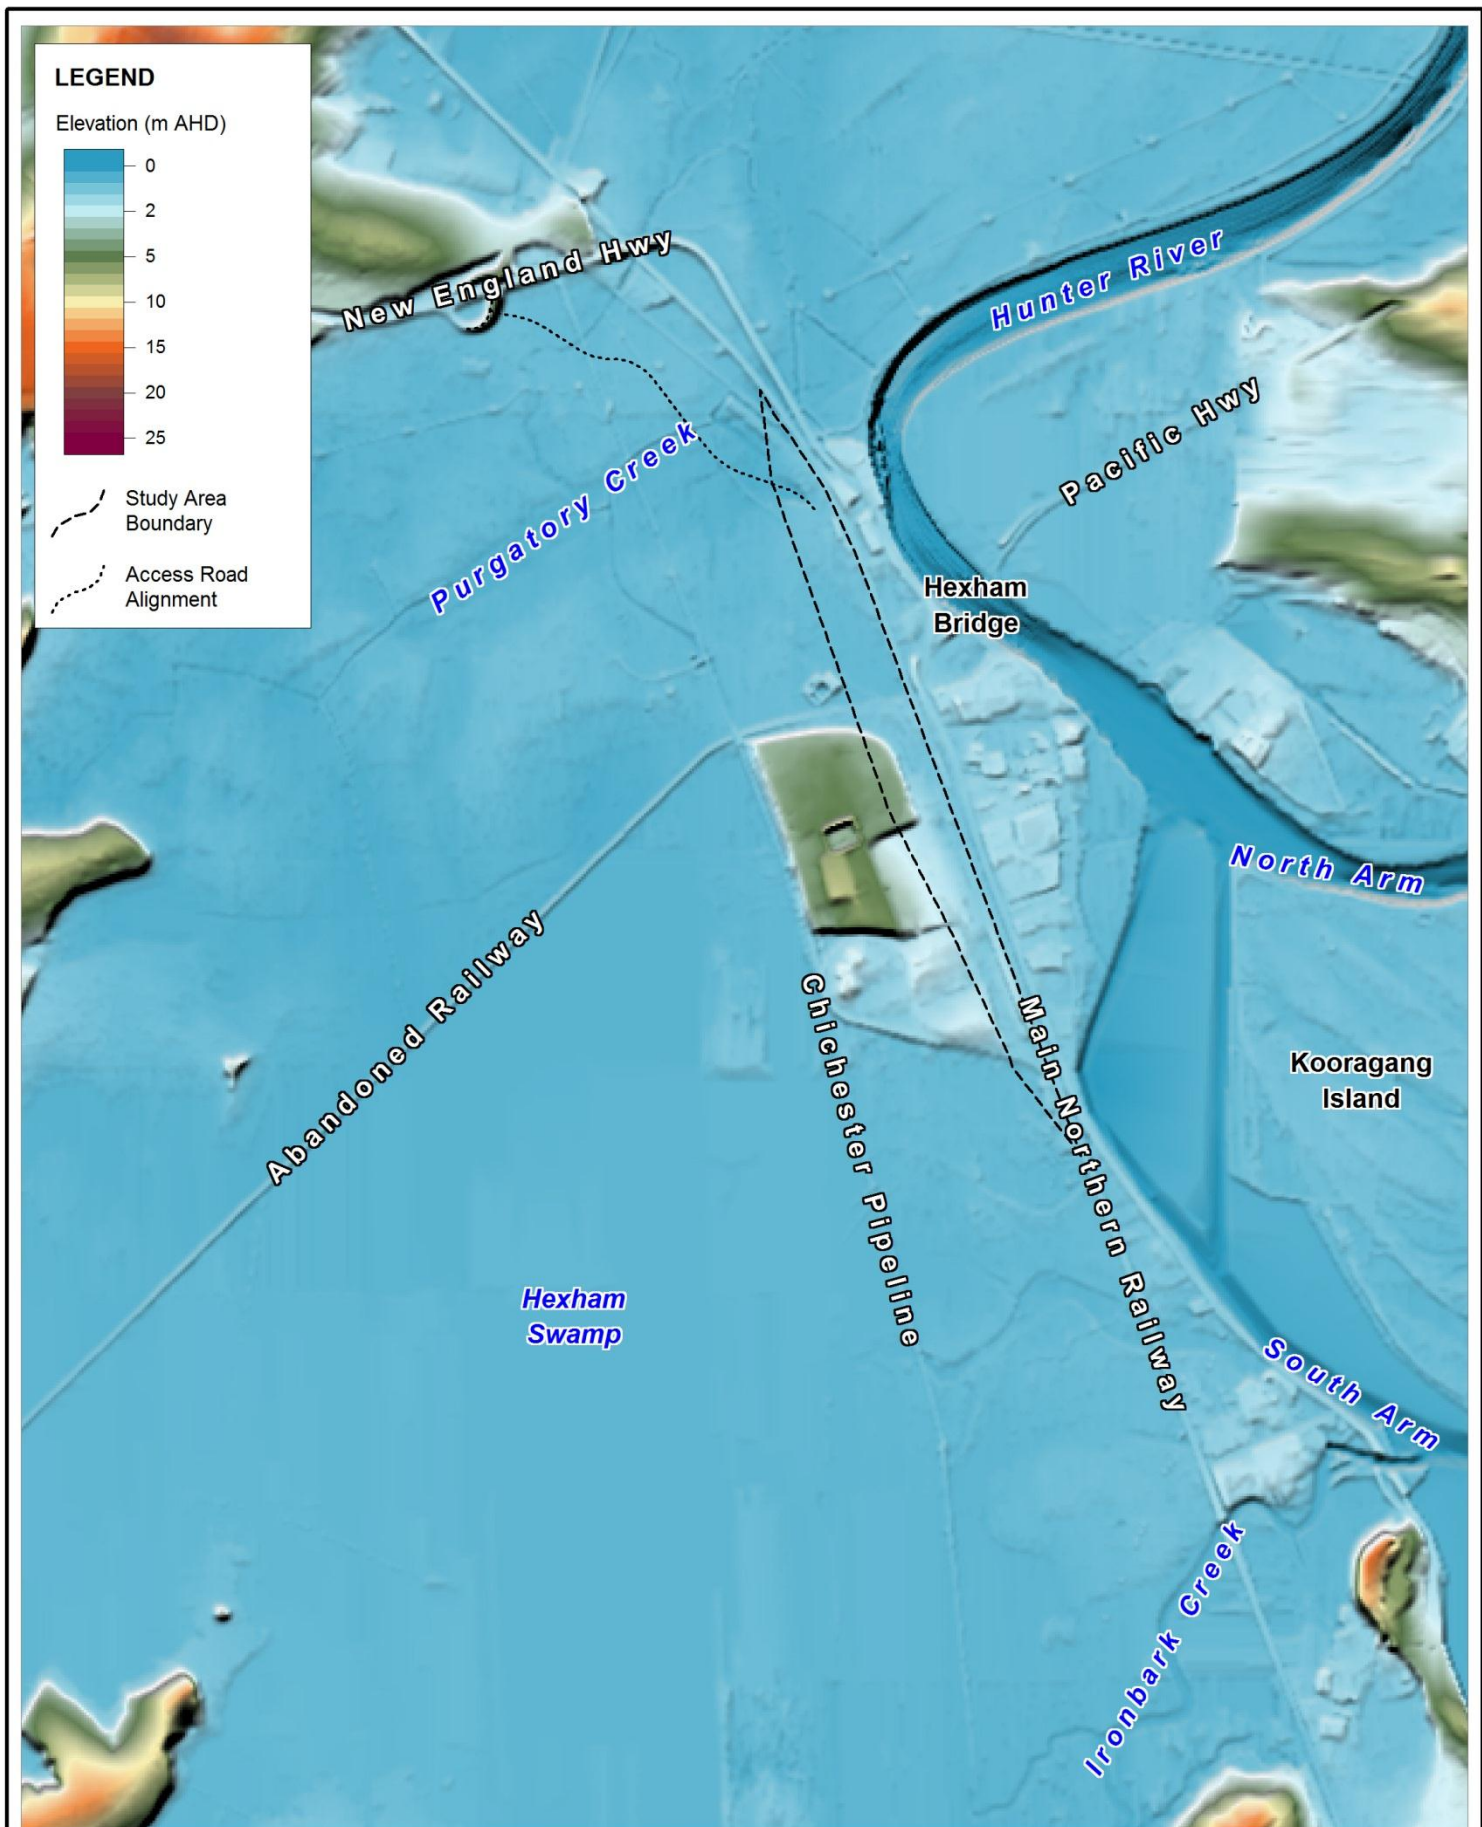 LEGEND
Elevation (m AHD)
0
2
5
10
15
20
25
Study Area
Boundary
Access Road
Alignment
New England Hwy
Hunter River
Pacific Hwy
Purgatory Creek
Hexham
Bridge
North Arm
Abandoned Railway
Chichester Pipeline
Main Northern Railway
Kooragang
Island
Hexham
Swamp
South Arm
Ironbark Creek